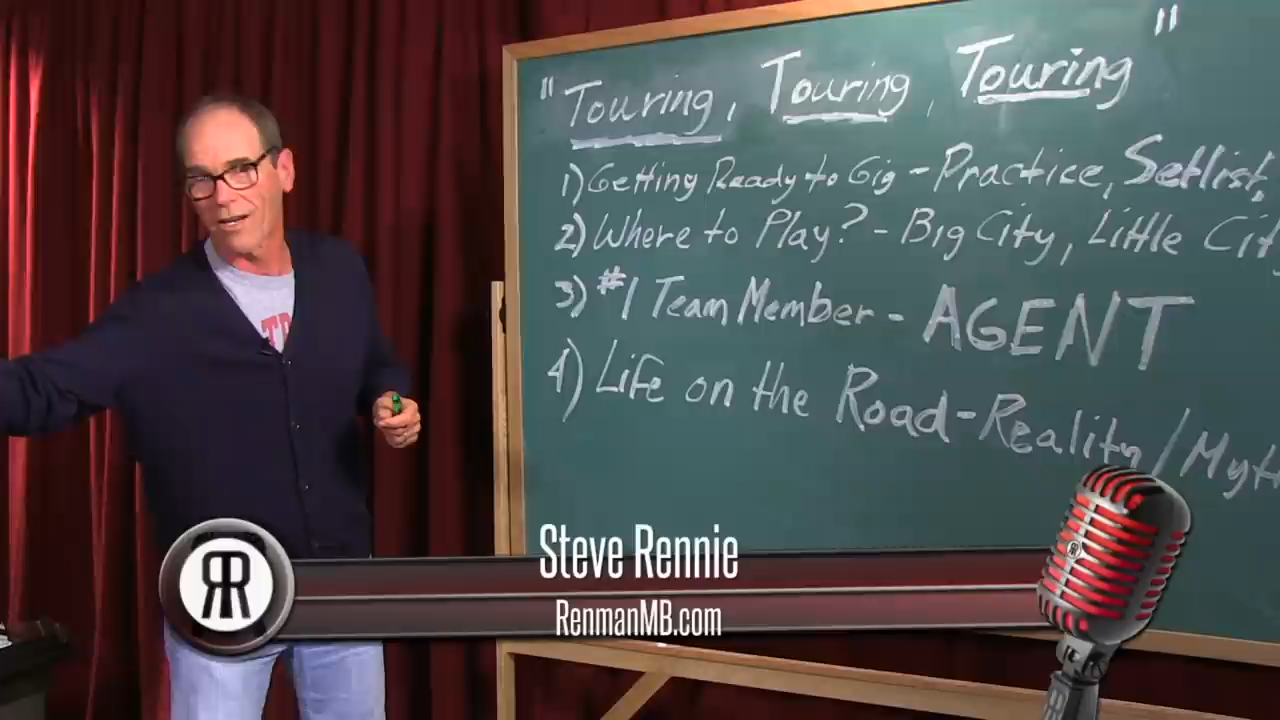 "Touring, Touring, Touring"
1) Getting Ready to Gig - Practice, Setlist,
2) Where to Play? - Big City, Little Cit
3) #1 Team Member - AGENT
4) Life on the Road - Reality/Myth
Steve Rennie
RenmanMB.com